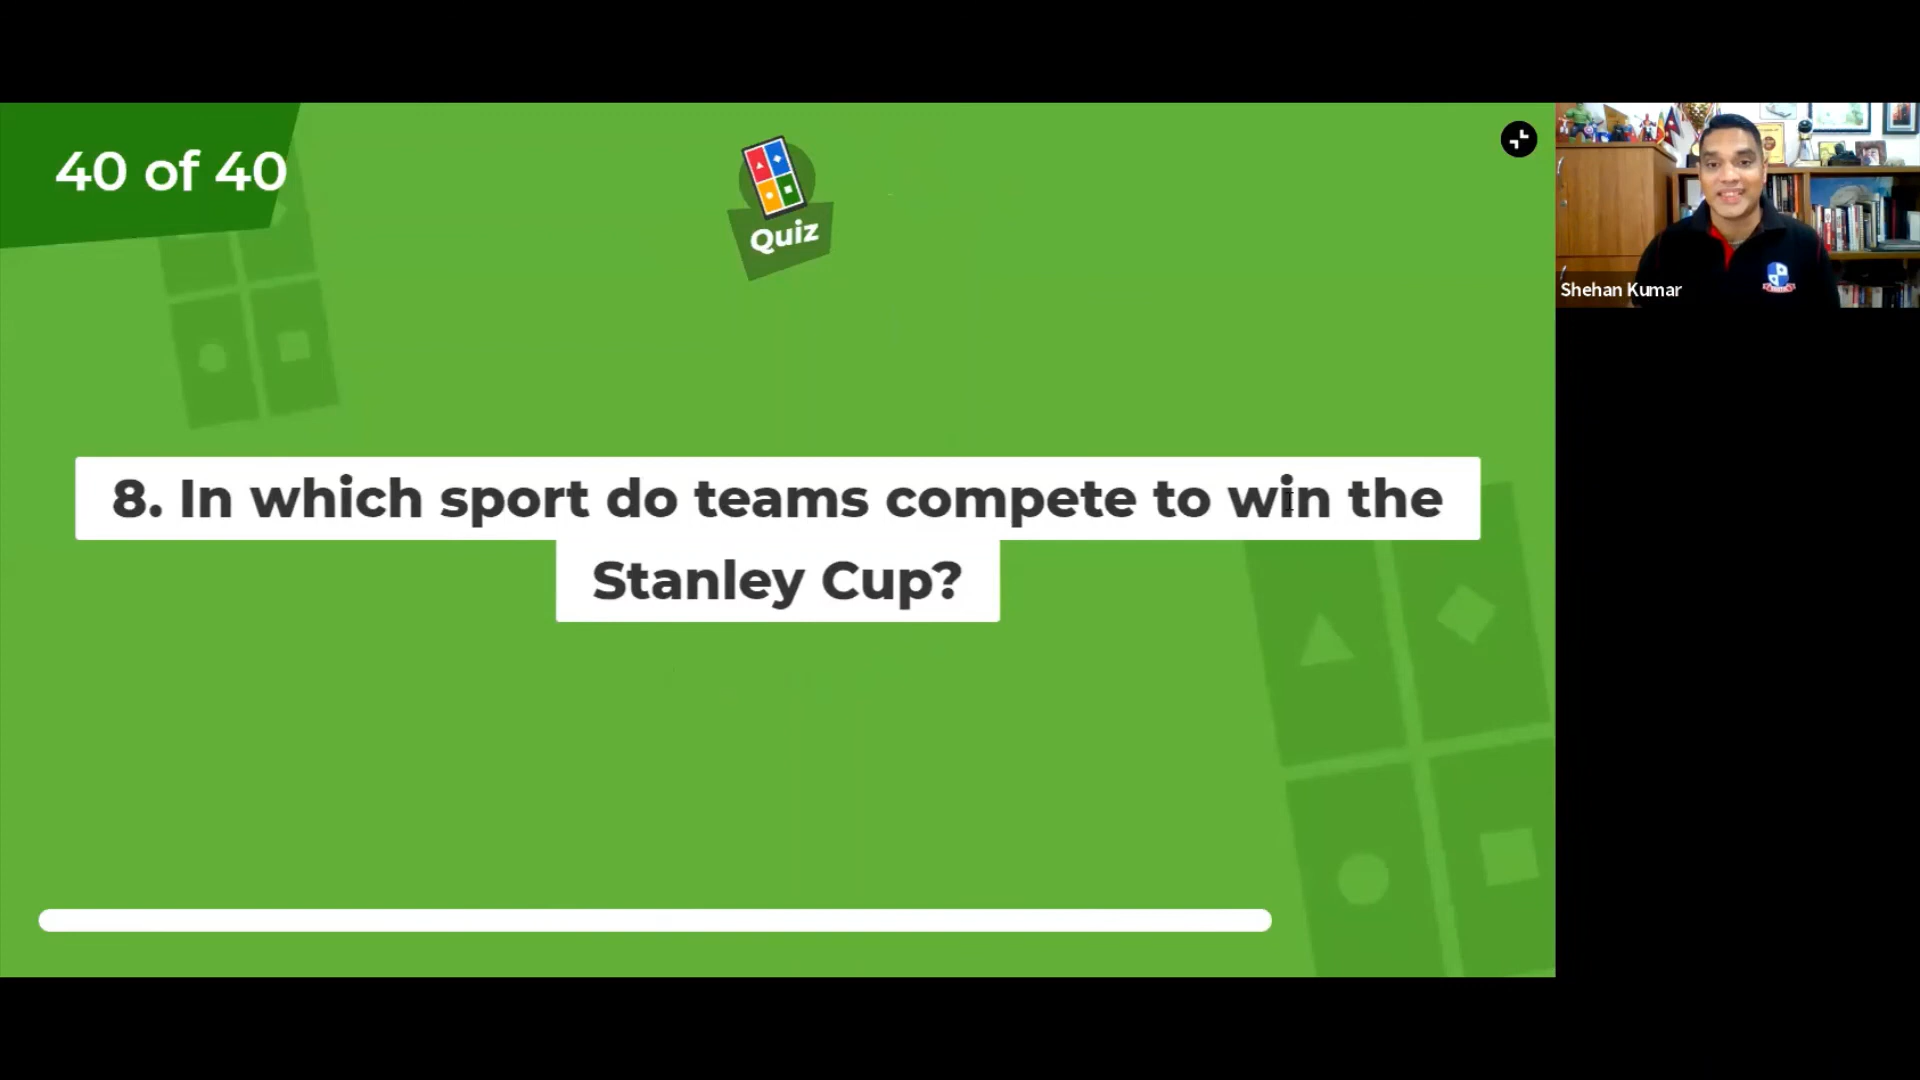 40 of 40
Quiz
8. In which sport do teams compete to win the
Stanley Cup?
Shehan Kumar